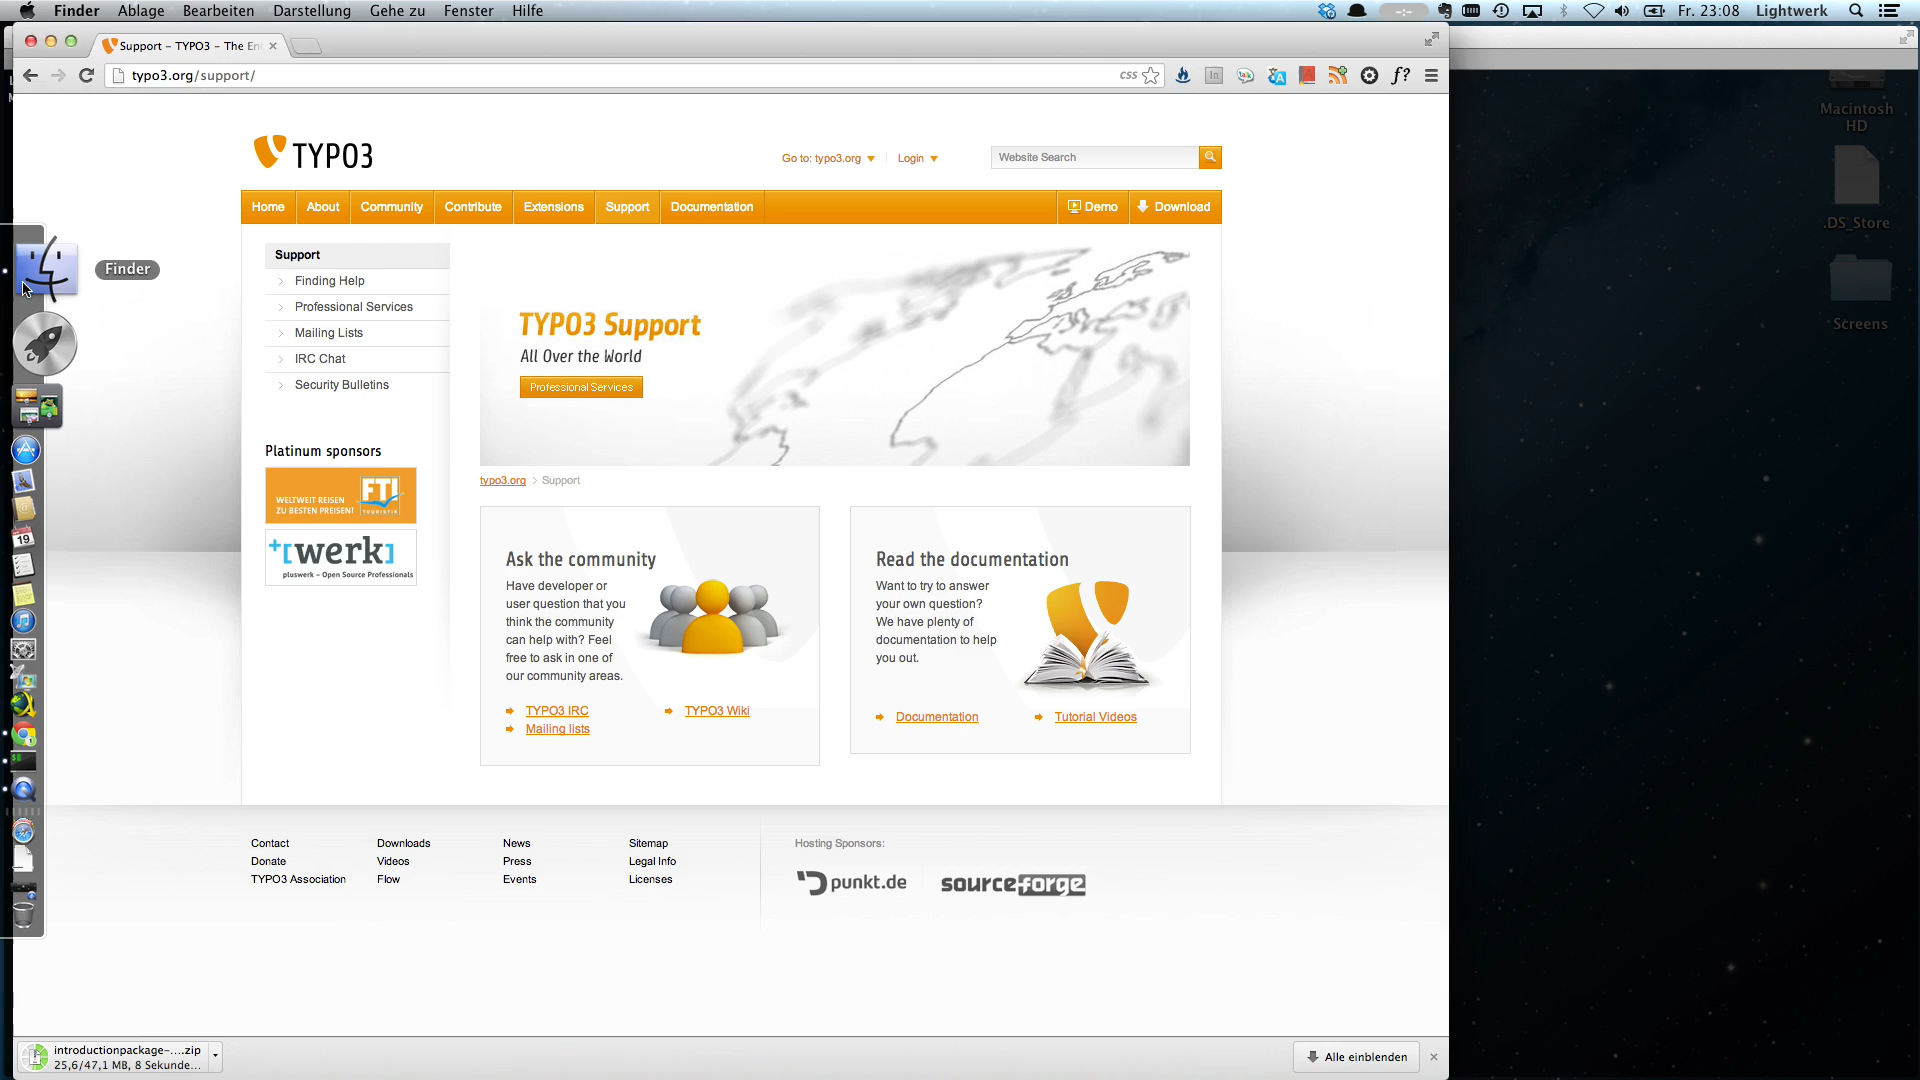 Finder Ablage Bearbeiten Darstellung Gehe zu Fenster Hilfe
Fr. 23:08 Lightwerk
Support – TYPO3 – The En
typo3.org/support/
css
In
talk
f?
Macintosh
HD
.DS_Store
Screens
TYPO3
Go to: typo3.org
Login
Website Search
Home About Community Contribute Extensions Support Documentation Demo Download
Finder
Support
Finding Help
Professional Services
Mailing Lists
IRC Chat
Security Bulletins
TYPO3 Support
All Over the World
Professional Services
typo3.org > Support
Platinum sponsors
WELTWEIT REISEN
ZU BESTEN PREISEN!
FTI
TOURISTIK
+[werk]
pluswerk – Open Source Professionals
19
Ask the community
Have developer or
user question that you
think the community
can help with? Feel
free to ask in one of
our community areas.
TYPO3 IRC
TYPO3 Wiki
Mailing lists
Read the documentation
Want to try to answer
your own question?
We have plenty of
documentation to help
you out.
Documentation
Tutorial Videos
Contact Downloads News Sitemap
Donate Videos Press Legal Info
TYPO3 Association Flow Events Licenses
Hosting Sponsors:
punkt.de
sourceforge
introductionpackage-....zip
25,6/47,1 MB, 8 Sekunde...
Alle einblenden